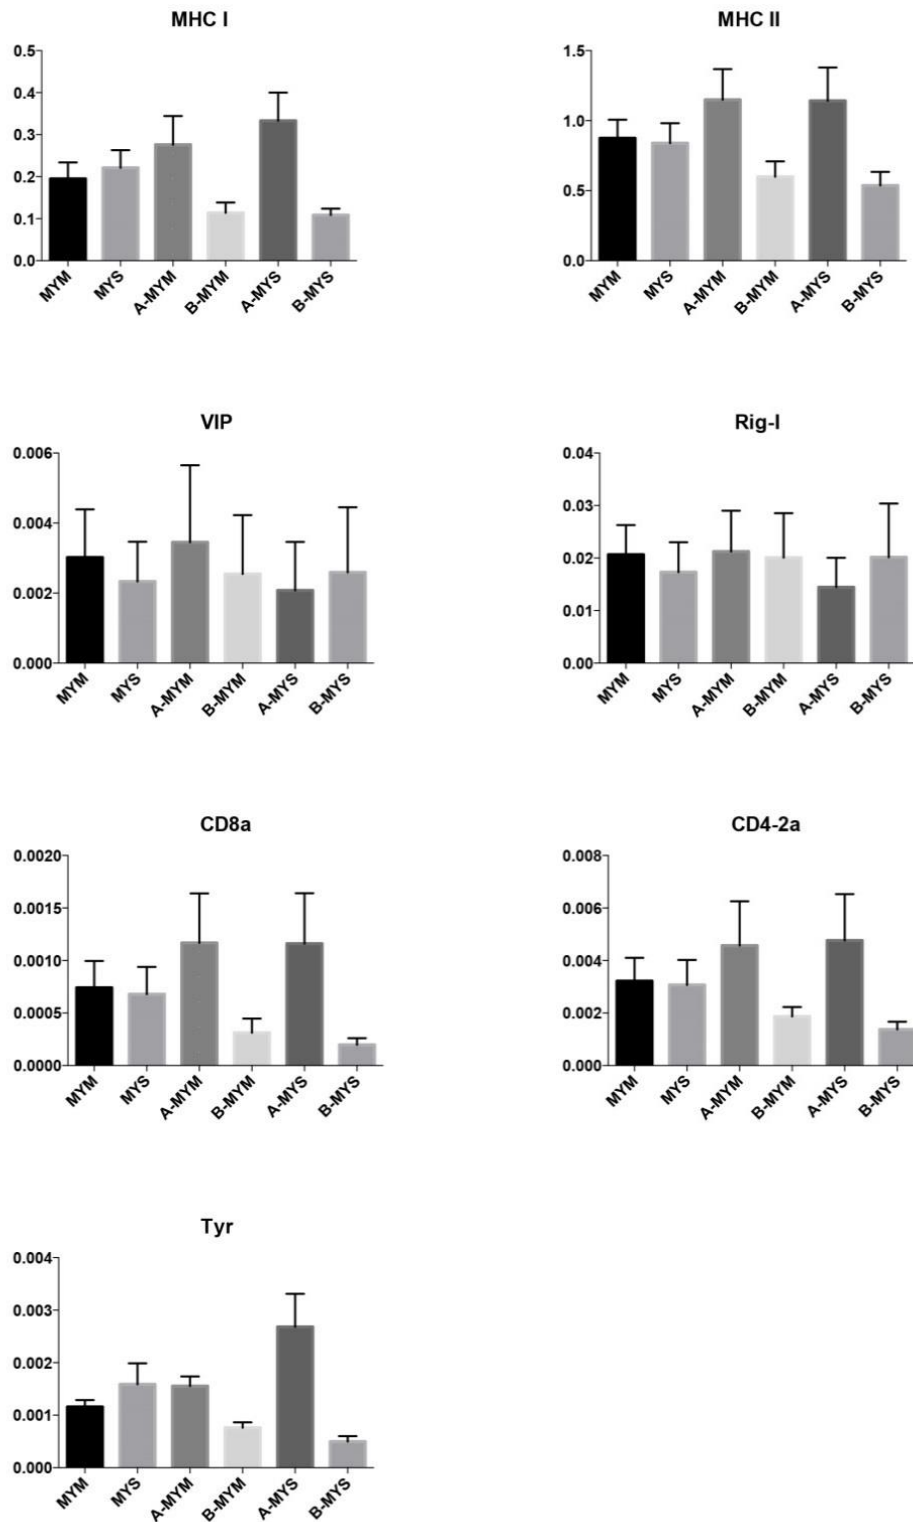 MHC I
0.5
0.4
0.3
0.2
0.1
0.0
MYM
MYS
A-MYM
B-MYM
A-MYS
B-MYS
MHC II
1.5
1.0
0.5
0.0
MYM
MYS
A-MYM
B-MYM
A-MYS
B-MYS
VIP
0.006
0.004
0.002
0.000
MYM
MYS
A-MYM
B-MYM
A-MYS
B-MYS
Rig-I
0.04
0.03
0.02
0.01
0.00
MYM
MYS
A-MYM
B-MYM
A-MYS
B-MYS
CD8a
0.0020
0.0015
0.0010
0.0005
0.0000
MYM
MYS
A-MYM
B-MYM
A-MYS
B-MYS
CD4-2a
0.008
0.006
0.004
0.002
0.000
MYM
MYS
A-MYM
B-MYM
A-MYS
B-MYS
Tyr
0.004
0.003
0.002
0.001
0.000
MYM
MYS
A-MYM
B-MYM
A-MYS
B-MYS